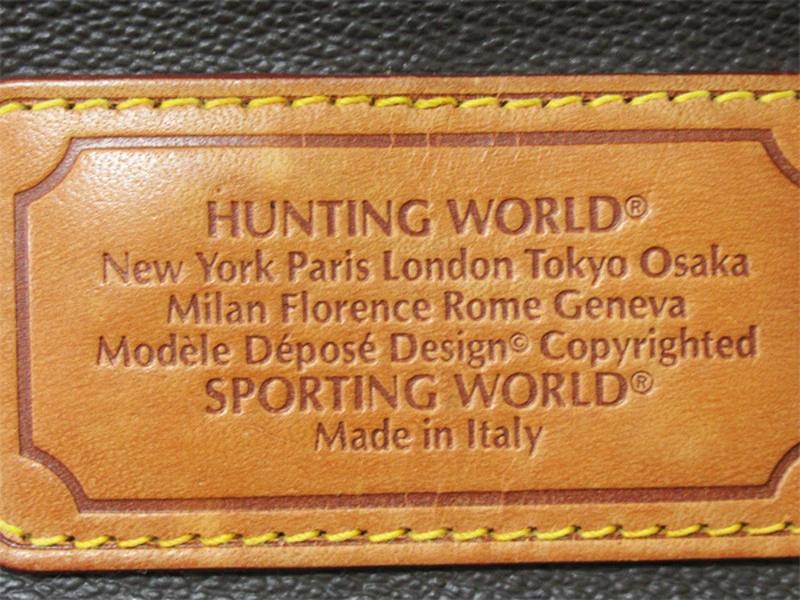 HUNTING WORLD®
New York Paris London Tokyo Osaka
Milan Florence Rome Geneva
Modèle Déposé Design© Copyrighted
SPORTING WORLD®
Made in Italy